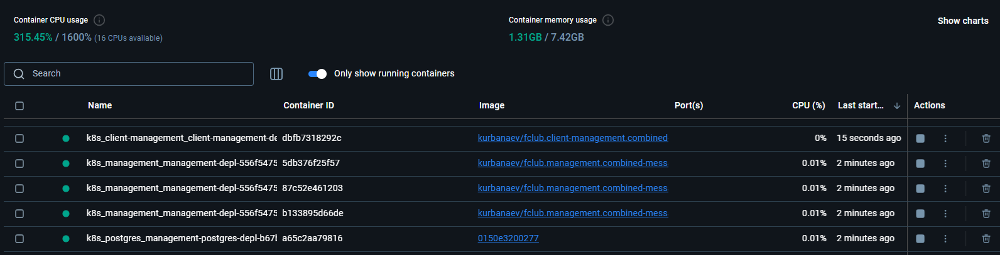 Container CPU usage
Container memory usage
Show charts
315.45% / 1600% (16 CPUs available)
1.31GB / 7.42GB
Search
Only show running containers
Name Container ID Image Port(s) CPU (%) Last start... Actions
k8s_client-management_client-management-de dbfb7318292c kurbanaev/fclub.client-management.combined- 0% 15 seconds ago
k8s_management_management-depl-556f5475 5db376f25f57 kurbanaev/fclub.management.combined-mess 0.01% 2 minutes ago
k8s_management_management-depl-556f5475 87c52e461203 kurbanaev/fclub.management.combined-mess 0.01% 2 minutes ago
k8s_management_management-depl-556f5475 b133895d66de kurbanaev/fclub.management.combined-mess 0.01% 2 minutes ago
k8s_postgres_management-postgres-depl-b67b a65c2aa79816 0150e3200277 0.01% 2 minutes ago